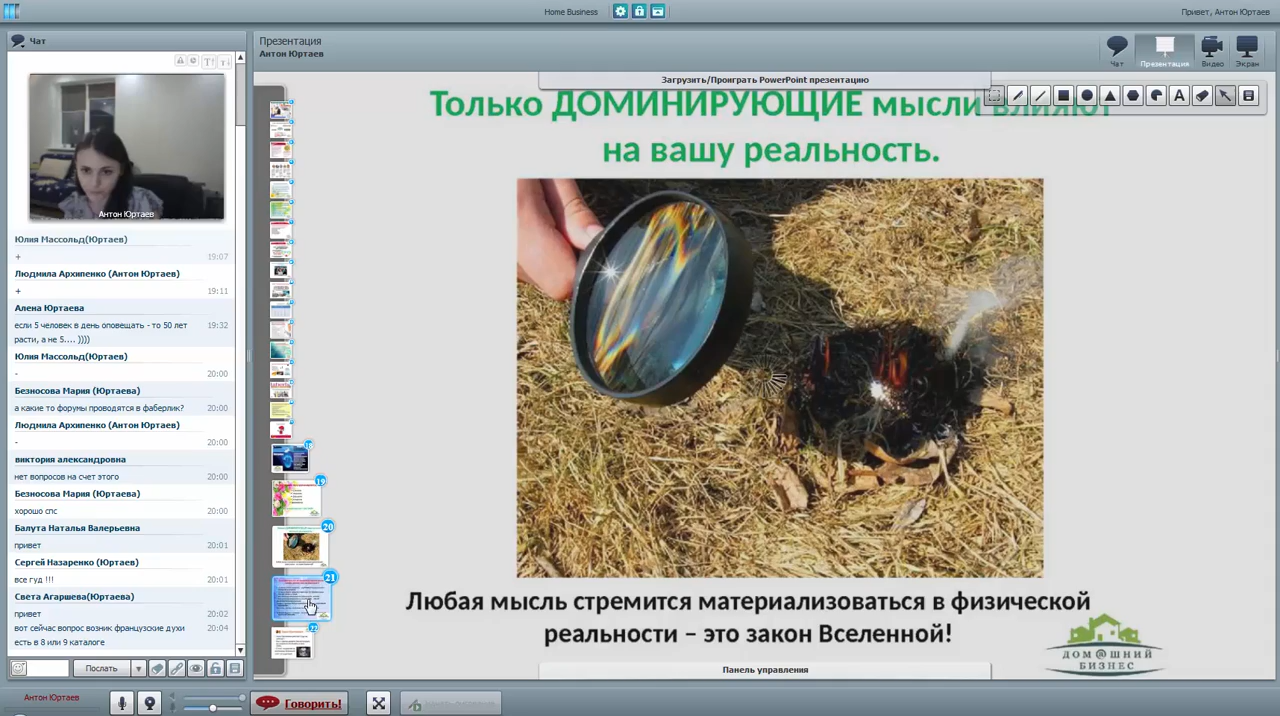 Home Business
Привет, Антон Юртаев
Чат
Антон Юртаев
Юлия Массольд(Юртаев)
+ 19:07
Людмила Архипенко (Антон Юртаев)
+ 19:11
Алена Юртаева
если 5 человек в день оповещать - то 50 лет 19:32
расти, а не 5.... ))))
Юлия Массольд(Юртаев)
- 20:00
Безносова Мария (Юртаева)
а какие то форумы проводятся в фаберлик? 20:00
Людмила Архипенко (Антон Юртаев)
- 20:00
виктория александровна
нет вопросов на счет этого 20:00
Безносова Мария (Юртаева)
хорошо спс 20:00
Балута Наталья Валерьевна
привет 20:01
Сергей Назаренко (Юртаев)
все гуд !!! 20:01
Света Агаршева(Юртаева)
привет 20:02
вот сейчас вопрос возник французские духи 20:04
есть в 8 или 9 каталоге
Послать
Антон Юртаев
Говорить!
Презентация
Антон Юртаев
Чат
Презентация
Видео
Экран
Загрузить/Проиграть PowerPoint презентацию
Только ДОМИНИРУЮЩИЕ мысли влияют
на вашу реальность.
18
19
20
21
22
Любая мысль стремится материализоваться в физической
реальности – это закон Вселенной!
ДОМ@ШНИЙ
БИЗНЕС
Панель управления